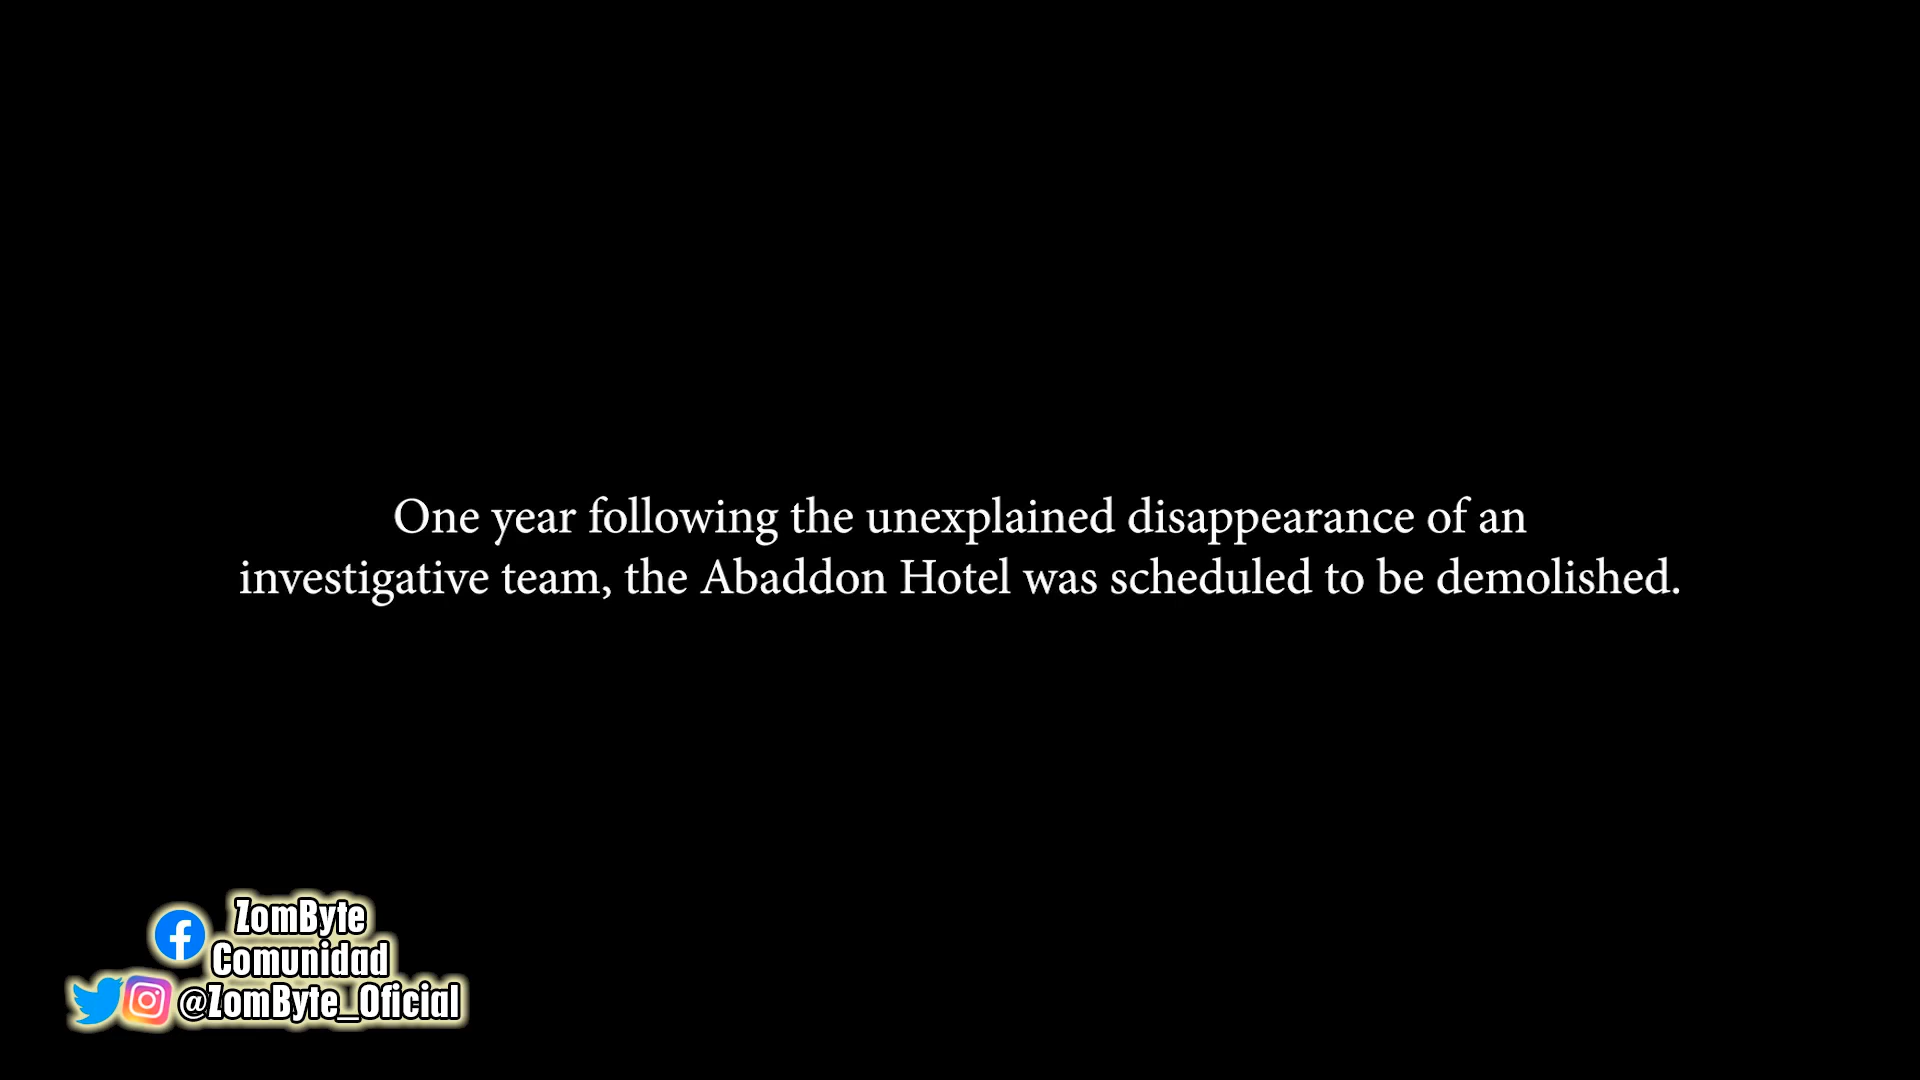 One year following the unexplained disappearance of an
investigative team, the Abaddon Hotel was scheduled to be demolished.
ZomByte
Comunidad
@ZomByte_Oficial